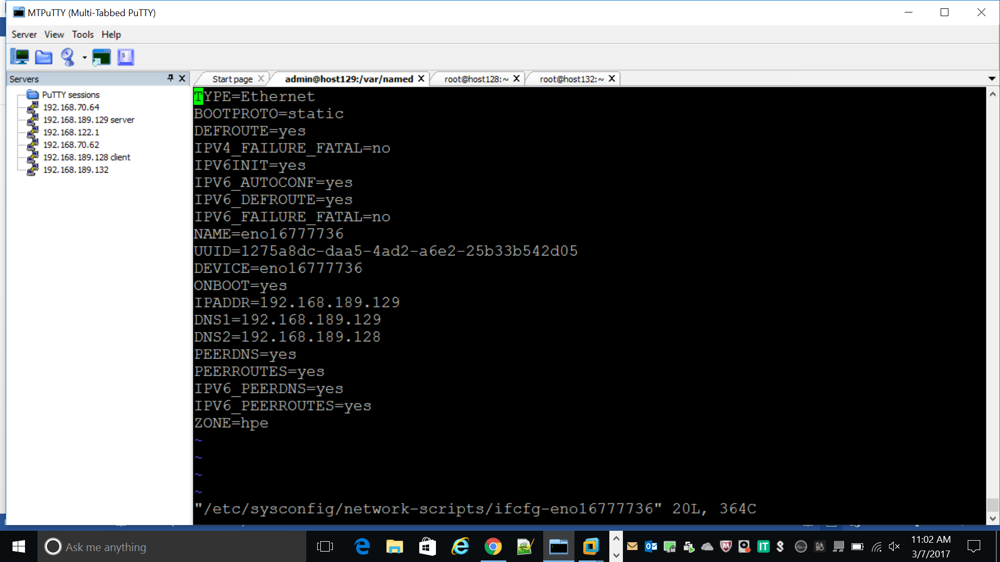 MTPuTTY (Multi-Tabbed PuTTY)
Server View Tools Help
Servers
PuTTY sessions
192.168.70.64
192.168.189.129 server
192.168.122.1
192.168.70.62
192.168.189.128 client
192.168.189.132
Start page admin@host129:/var/named root@host128:~ root@host132:~
TYPE=Ethernet
BOOTPROTO=static
DEFROUTE=yes
IPV4_FAILURE_FATAL=no
IPV6INIT=yes
IPV6_AUTOCONF=yes
IPV6_DEFROUTE=yes
IPV6_FAILURE_FATAL=no
NAME=eno16777736
UUID=1275a8dc-daa5-4ad2-a6e2-25b33b542d05
DEVICE=eno16777736
ONBOOT=yes
IPADDR=192.168.189.129
DNS1=192.168.189.129
DNS2=192.168.189.128
PEERDNS=yes
PEERROUTES=yes
IPV6_PEERDNS=yes
IPV6_PEERROUTES=yes
ZONE=hpe
~
~
~
~
"/etc/sysconfig/network-scripts/ifcfg-eno16777736" 20L, 364C
Ask me anything
IT
11:02 AM
3/7/2017